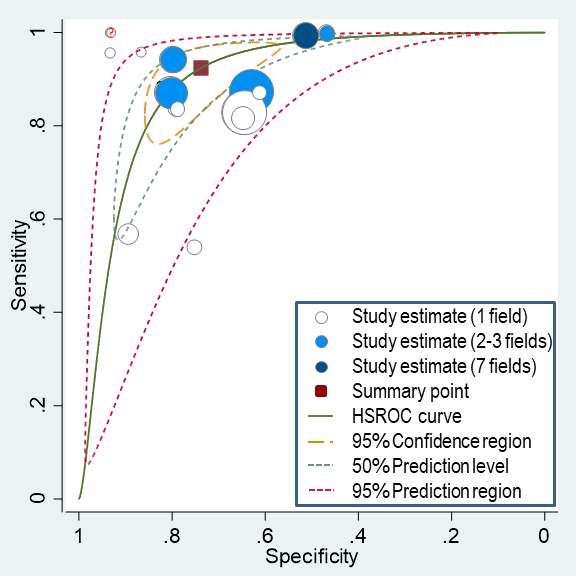 1
?
.8
.6
.4
.2
0
Sensitivity
Study estimate (1 field)
Study estimate (2-3 fields)
Study estimate (7 fields)
Summary point
HSROC curve
95% Confidence region
50% Prediction level
95% Prediction region
1 .8 .6 .4 .2 0
Specificity